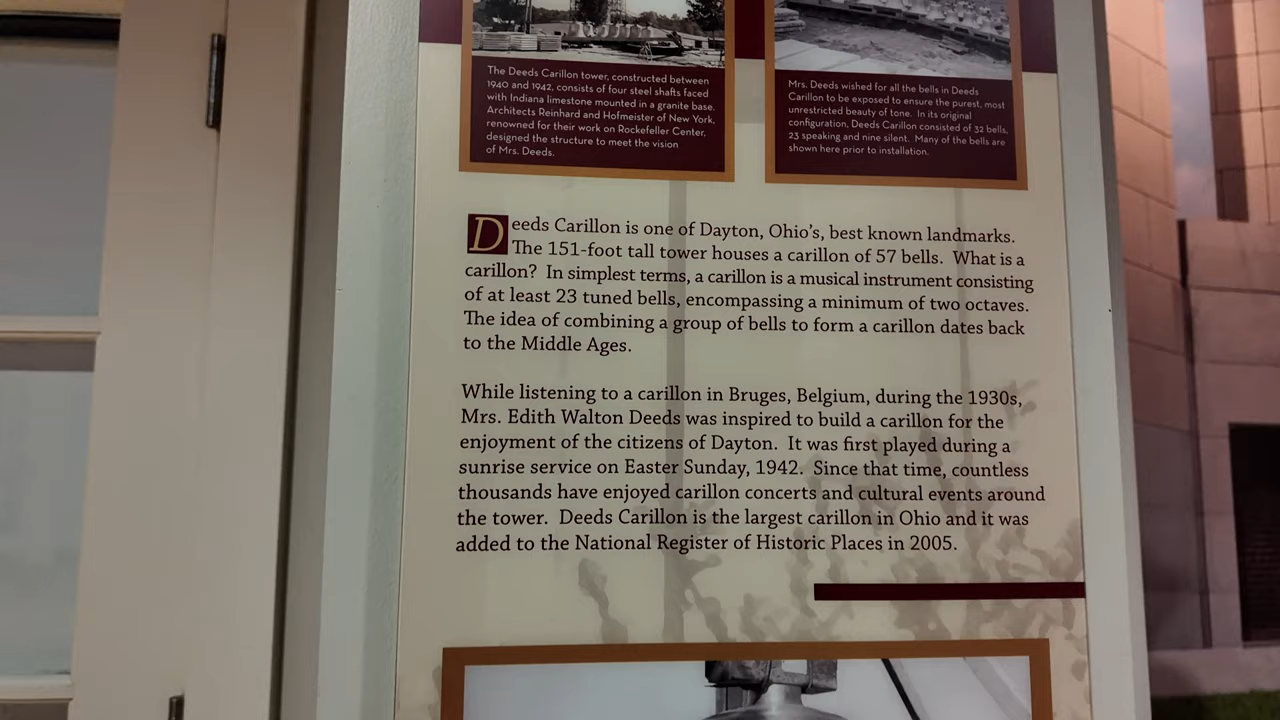 The Deeds Carillon tower, constructed between
1940 and 1942, consists of four steel shafts faced
with Indiana limestone mounted in a granite base.
Architects Reinhard and Hofmeister of New York,
renowned for their work on Rockefeller Center,
designed the structure to meet the vision
of Mrs. Deeds.
Mrs. Deeds wished for all the bells in Deeds
Carillon to be exposed to ensure the purest, most
unrestricted beauty of tone. In its original
configuration, Deeds Carillon consisted of 32 bells,
23 speaking and nine silent. Many of the bells are
shown here prior to installation.
Deeds Carillon is one of Dayton, Ohio's, best known landmarks.
The 151-foot tall tower houses a carillon of 57 bells. What is a
carillon? In simplest terms, a carillon is a musical instrument consisting
of at least 23 tuned bells, encompassing a minimum of two octaves.
The idea of combining a group of bells to form a carillon dates back
to the Middle Ages.
While listening to a carillon in Bruges, Belgium, during the 1930s,
Mrs. Edith Walton Deeds was inspired to build a carillon for the
enjoyment of the citizens of Dayton. It was first played during a
sunrise service on Easter Sunday, 1942. Since that time, countless
thousands have enjoyed carillon concerts and cultural events around
the tower. Deeds Carillon is the largest carillon in Ohio and it was
added to the National Register of Historic Places in 2005.